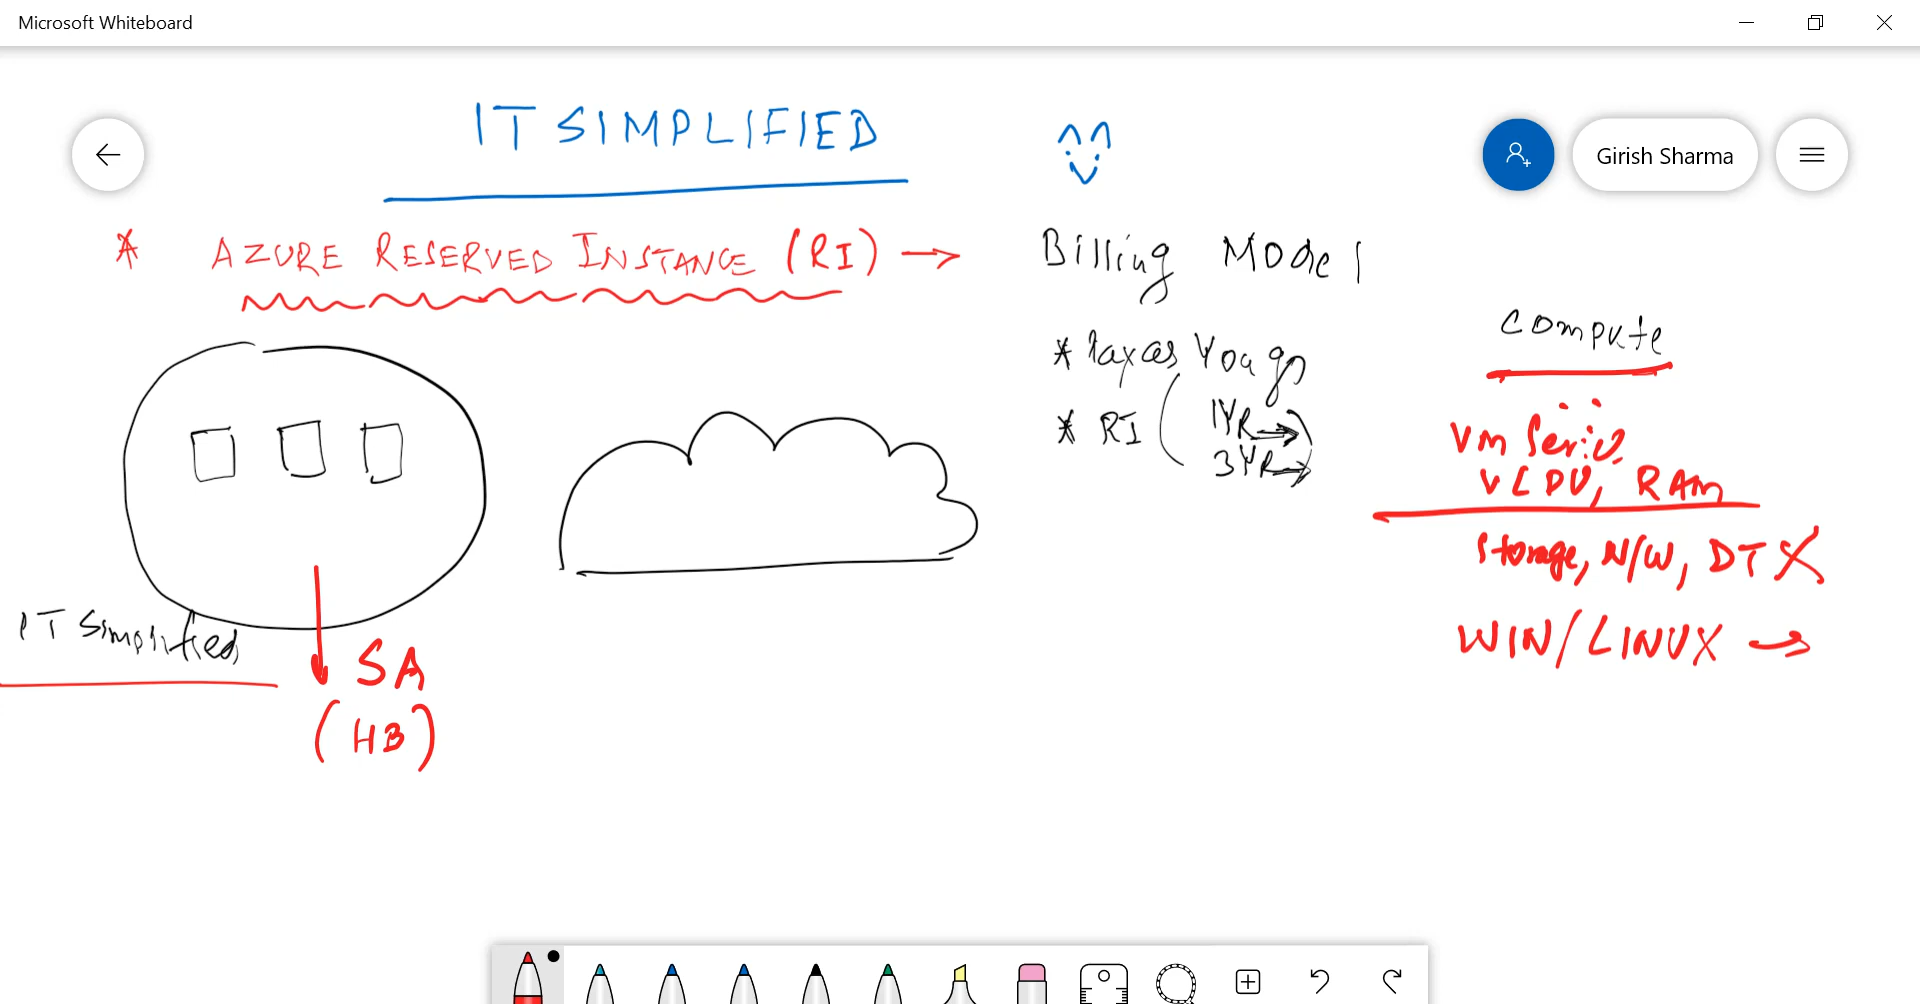 Microsoft Whiteboard
IT SIMPLIFIED
Girish Sharma
* AZURE RESERVED INSTANCE (RI) → Billing Model
compute
* Pay as You go
* RI ( 1YR→
3YR→ )
VM Series
VCPU, RAM
Storage, N/W, DTX
WIN/LINUX →
IT Simplified
SA
(HB)